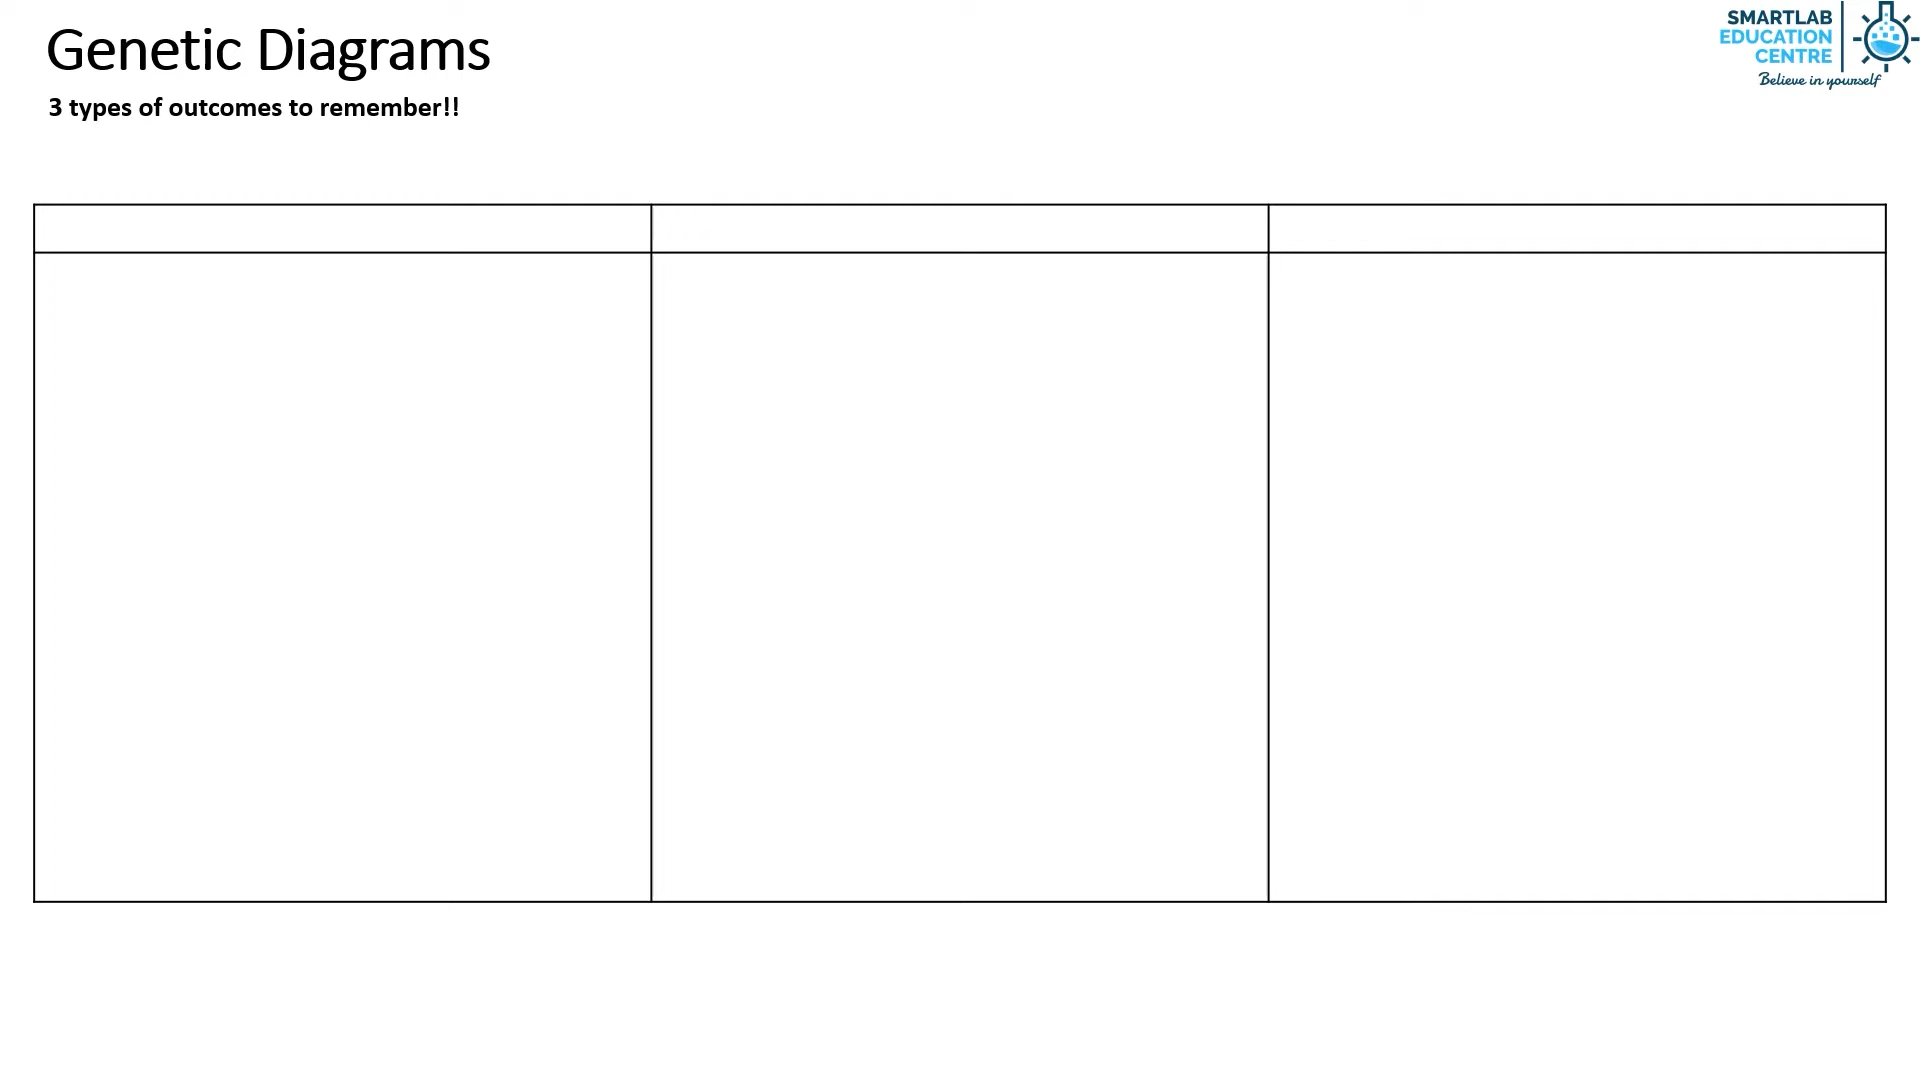 Genetic Diagrams
3 types of outcomes to remember!!
SMARTLAB
EDUCATION
CENTRE
Believe in yourself